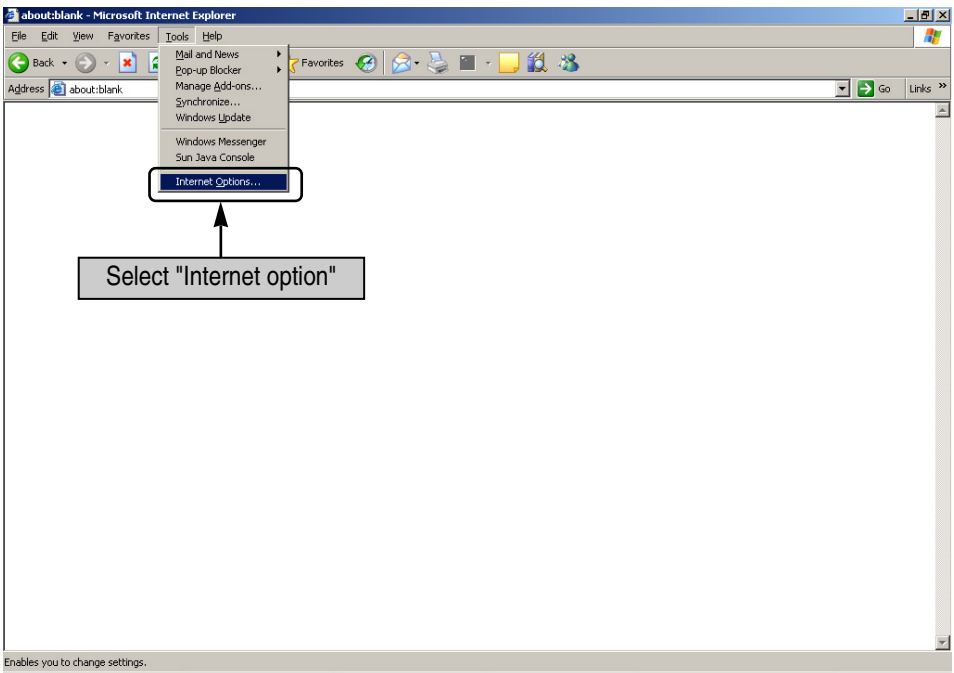 about:blank - Microsoft Internet Explorer
File Edit View Favorites Tools Help
Back Favorites
Address about:blank Go Links »
Mail and News
Pop-up Blocker
Manage Add-ons...
Synchronize...
Windows Update
Windows Messenger
Sun Java Console
Internet Options...
Select "Internet option"
Enables you to change settings.